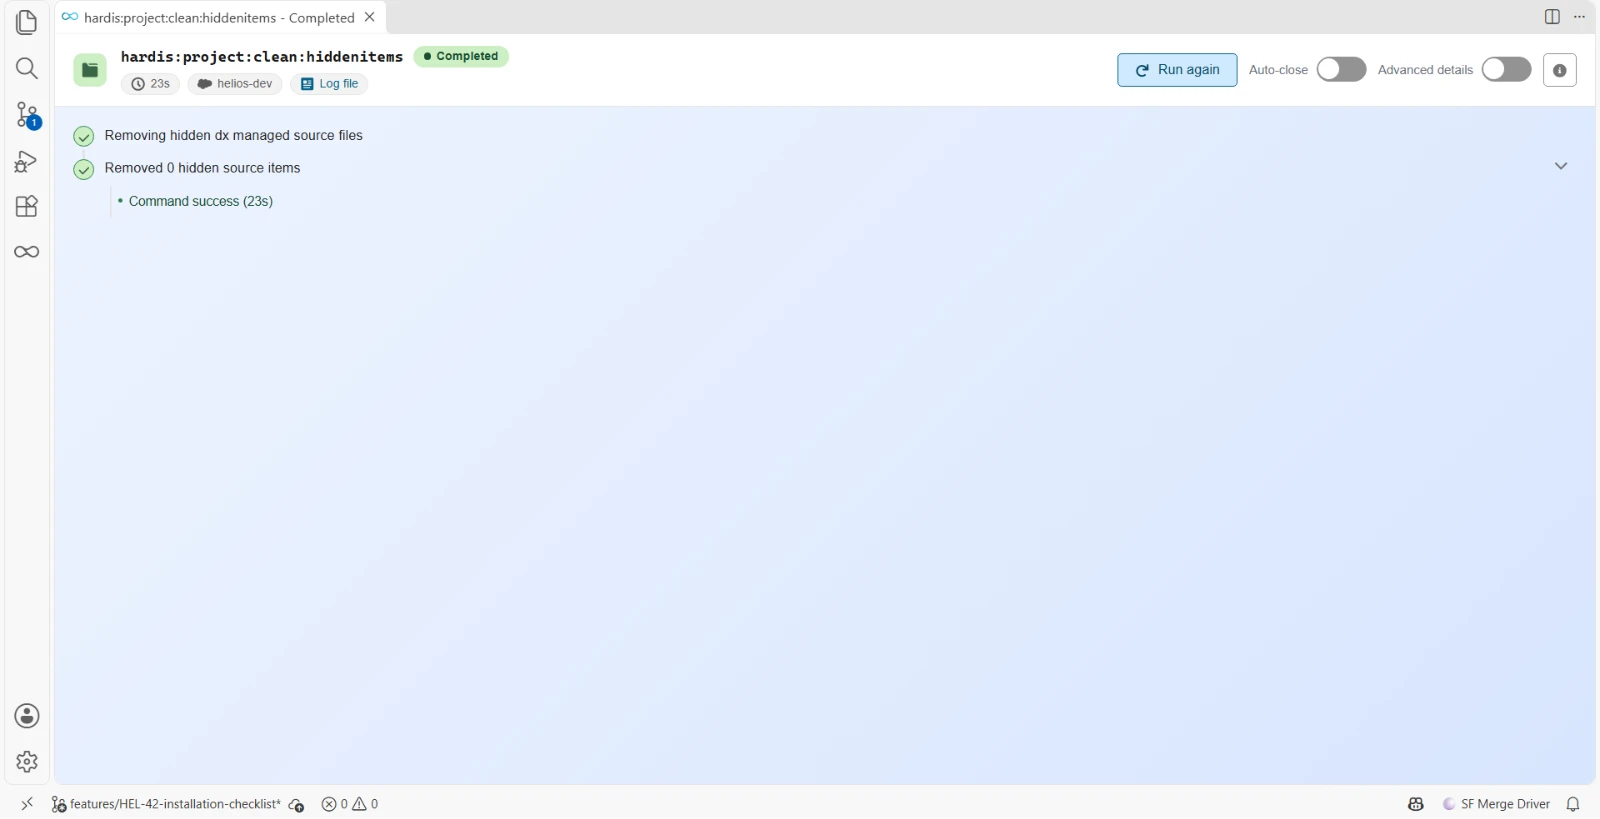 hardis:project:clean:hiddenitems - Completed
hardis:project:clean:hiddenitems
Completed
23s
helios-dev
Log file
Run again
Auto-close
Advanced details
Removing hidden dx managed source files
Removed 0 hidden source items
• Command success (23s)
1
features/HEL-42-installation-checklist*
0
0
SF Merge Driver